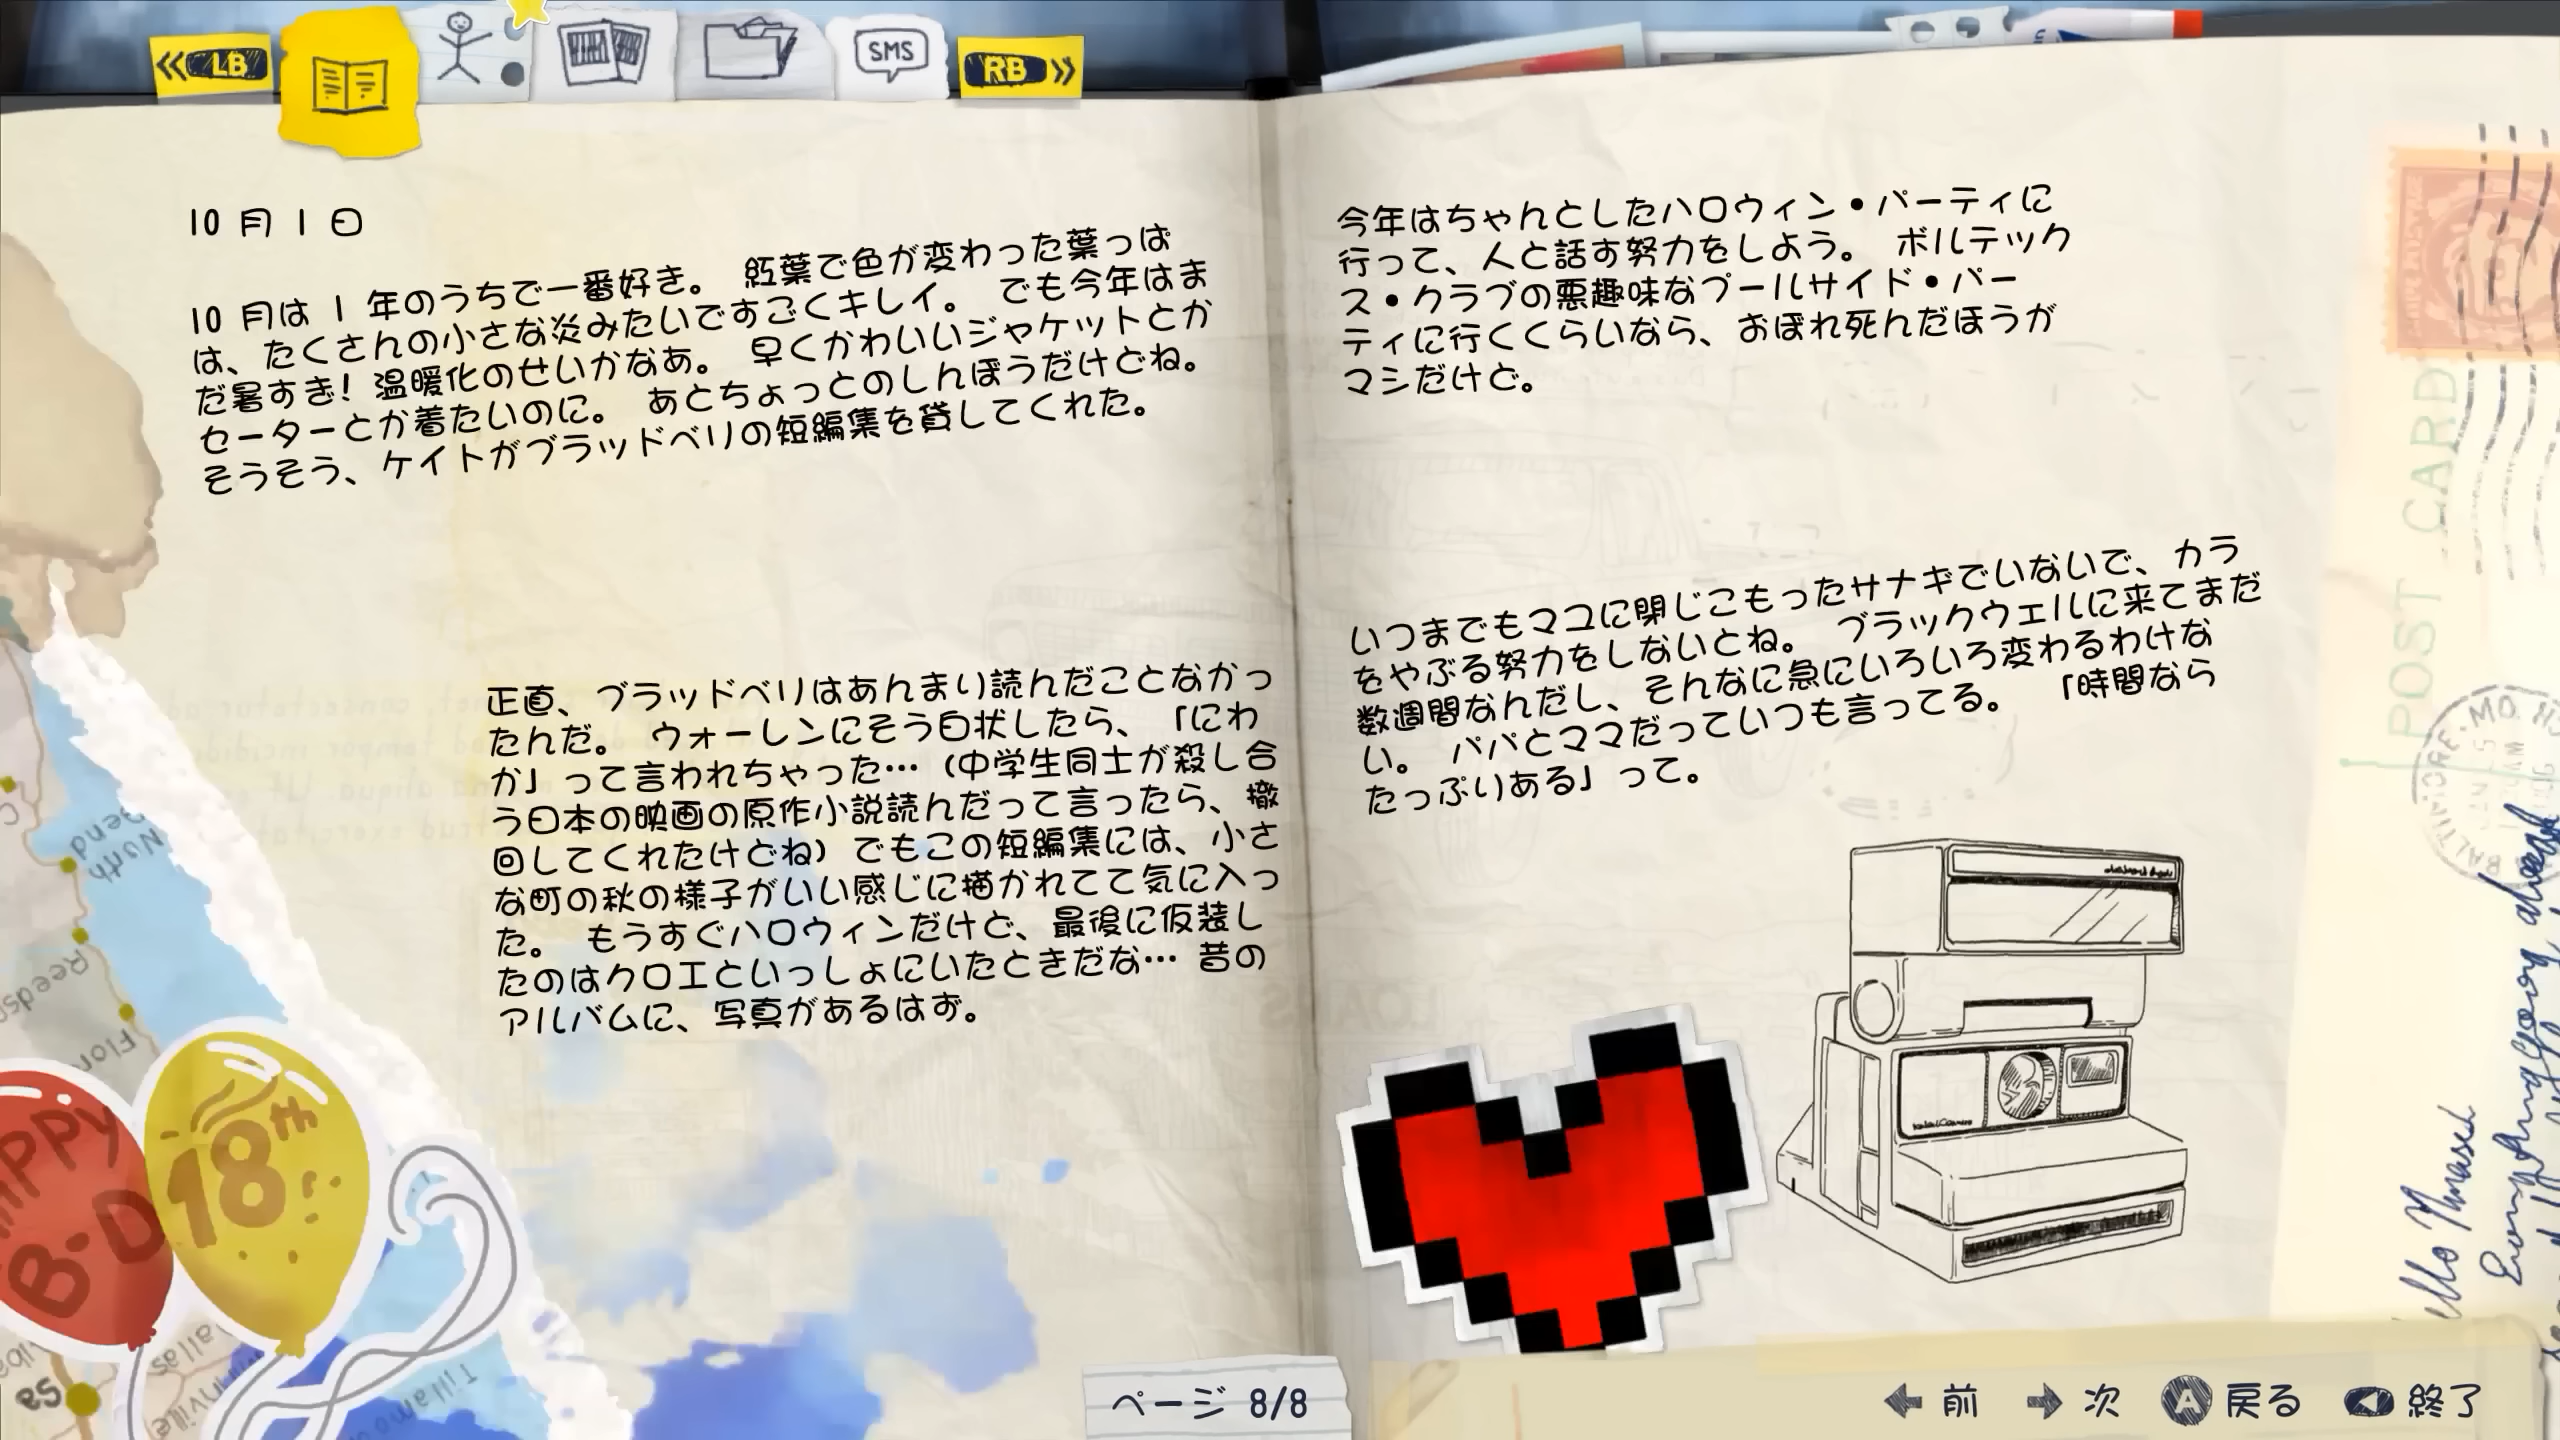 LB
SMS
RB
10 月 1 日
10 月は 1 年のうちで一番好き。 紅葉で色が変わった葉っぱ
は、たくさんの小さな炎みたいですごくキレイ。 でも今年はま
だ暑すぎ! 温暖化のせいかなあ。 早くかわいいジャケットとか
セーターとか着たいのに。 あとちょっとのしんぼうだけどね。
そうそう、ケイトがブラッドベリの短編集を貸してくれた。
正直、ブラッドベリはあんまり読んだことなかっ
たんだ。 ウォーレンにそう白状したら、「にわ
か」って言われちゃった… (中学生同士が殺し合
う日本の映画の原作小説読んだって言ったら、撤
回してくれたけどね) でもこの短編集には、小さ
な町の秋の様子がいい感じに描かれてて気に入っ
た。 もうすぐハロウィンだけど、最後に仮装し
たのはクロエといっしょにいたときだな… 昔の
アルバムに、写真があるはず。
今年はちゃんとしたハロウィン・パーティに
行って、人と話す努力をしよう。 ボルテック
ス・クラブの悪趣味なプールサイド・パー
ティに行くくらいなら、おぼれ死んだほうが
マシだけど。
いつまでもマユに閉じこもったサナギでいないで、カラ
をやぶる努力をしないとね。 ブラックウェルに来てまだ
数週間なんだし、そんなに急にいろいろ変わるわけな
い。 パパとママだっていつも言ってる。 「時間なら
たっぷりある」って。
HAPPY
B-D
18th
North
Bend
Reedsp
Flore
POST CARD
BALTIMORE. MO.
ページ 8/8
前
次
A 戻る
終了